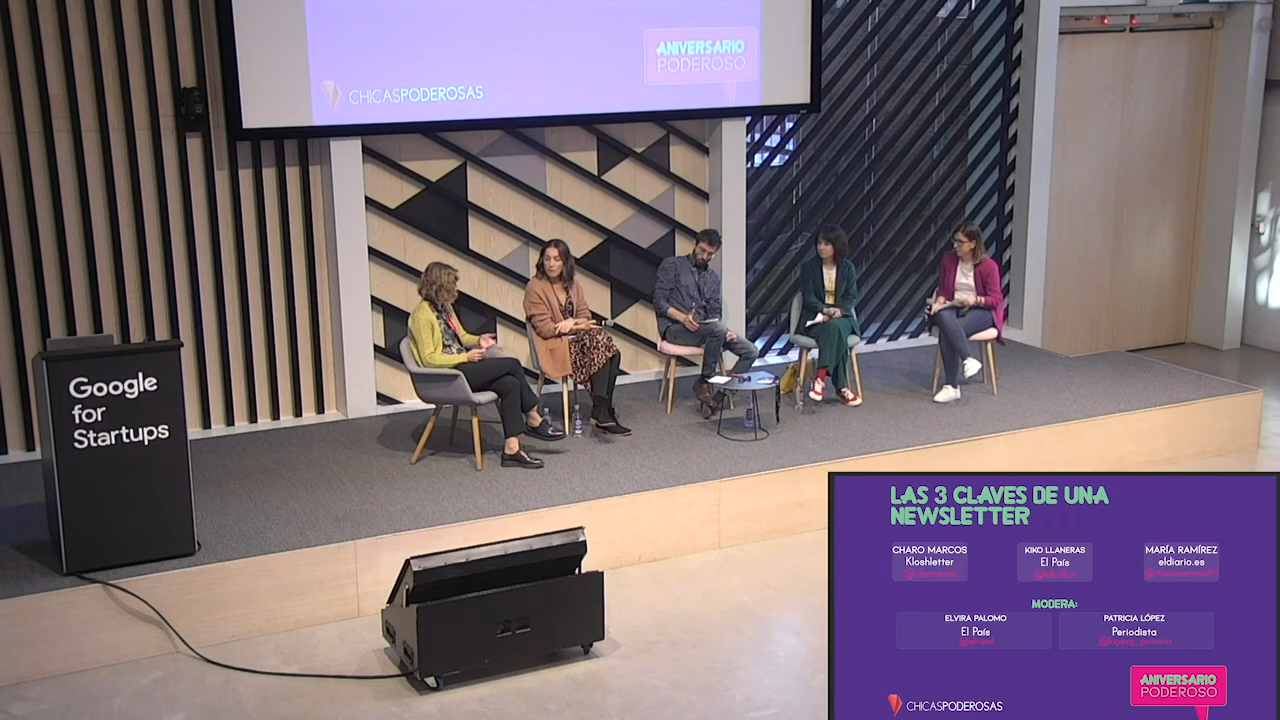 ANIVERSARIO
PODEROSO
CHICASPODEROSAS
Google
for
Startups
LAS 3 CLAVES DE UNA
NEWSLETTER
CHARO MARCOS
Kloshletter
KIKO LLANERAS
El País
MARÍA RAMÍREZ
eldiario.es
MODERA:
ELVIRA PALOMO
El País
PATRICIA LÓPEZ
Periodista
ANIVERSARIO
PODEROSO
CHICASPODEROSAS